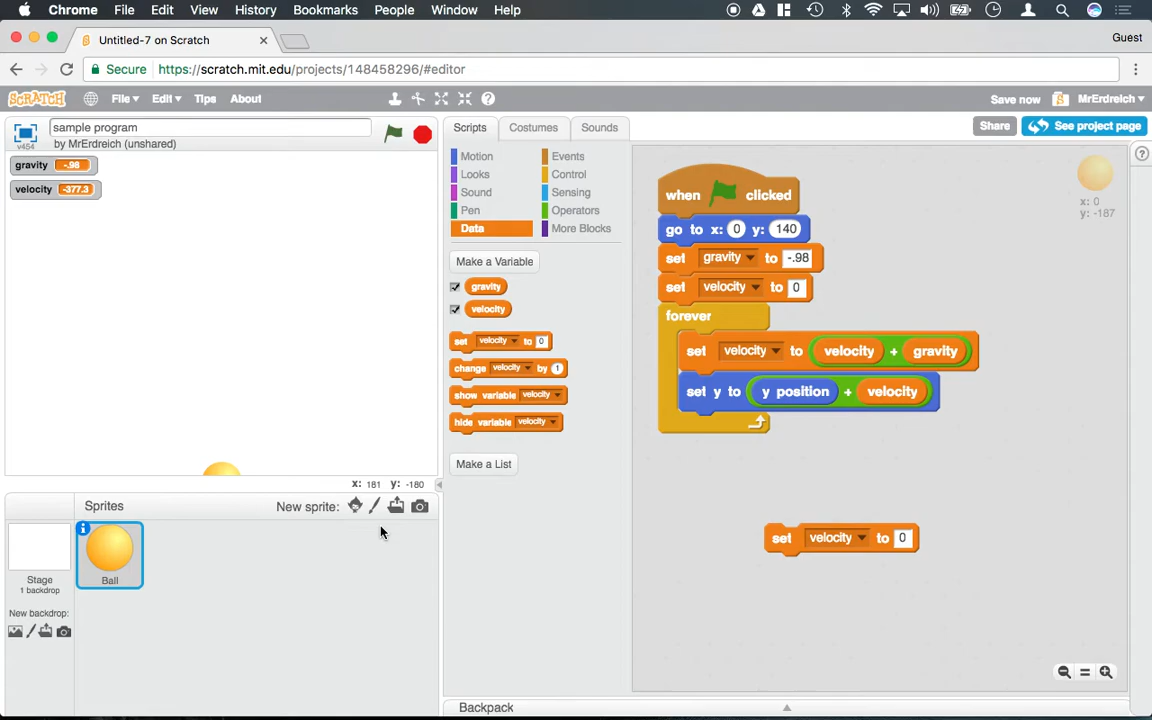 Chrome File Edit View History Bookmarks People Window Help
Untitled-7 on Scratch
Guest
Secure https://scratch.mit.edu/projects/148458296/#editor
SCRATCH File Edit Tips About Save now MrErdreich
sample program
by MrErdreich (unshared)
v454
Scripts Costumes Sounds
Share See project page
gravity -.98
velocity -377.3
Motion Events
Looks Control
Sound Sensing
Pen Operators
Data More Blocks
Make a Variable
gravity
velocity
set velocity to 0
change velocity by 1
show variable velocity
hide variable velocity
Make a List
when clicked
go to x: 0 y: 140
set gravity to -.98
set velocity to 0
forever
set velocity to velocity + gravity
set y to y position + velocity
set velocity to 0
x: 0
y: -187
x: 181 y: -180
Sprites New sprite:
Ball
Stage
1 backdrop
New backdrop:
Backpack